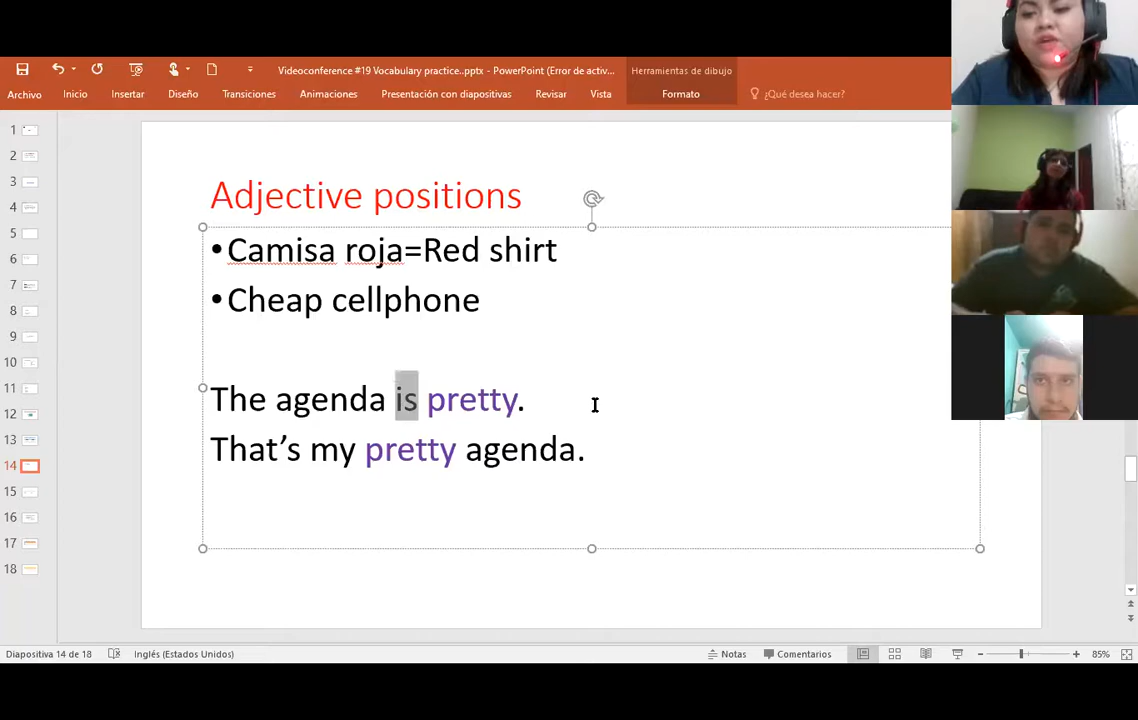 Videoconference #19 Vocabulary practice..pptx - PowerPoint (Error de activ...
Herramientas de dibujo
Archivo
Inicio
Insertar
Diseño
Transiciones
Animaciones
Presentación con diapositivas
Revisar
Vista
Formato
¿Qué desea hacer?
1
2
3
4
5
6
7
8
9
10
11
12
13
14
15
16
17
18
Adjective positions
•Camisa roja=Red shirt
•Cheap cellphone
The agenda is pretty.
That's my pretty agenda.
Diapositiva 14 de 18
Inglés (Estados Unidos)
Notas
Comentarios
85%